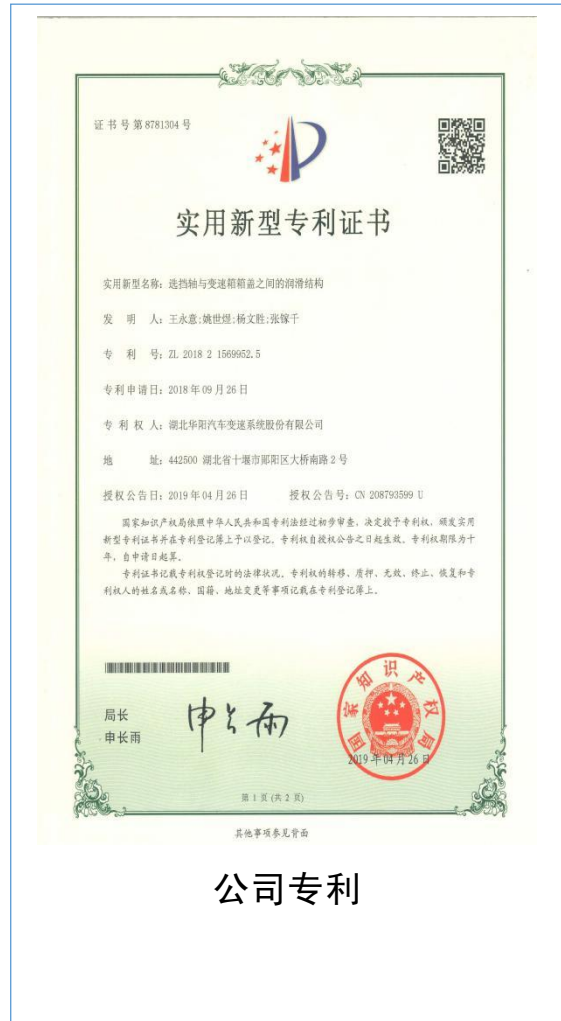 证书号第8781304号
实用新型专利证书
实用新型名称：选挡轴与变速箱箱盖之间的润滑结构
发明人：王永意;姚世煜;杨文胜;张镓千
专利号：ZL 2018 2 1569952.5
专利申请日：2018年09月26日
专利权人：湖北华阳汽车变速系统股份有限公司
地址：442500 湖北省十堰市郧阳区大桥南路2号
授权公告日：2019年04月26日 授权公告号：CN 208793599 U
国家知识产权局依照中华人民共和国专利法经过初步审查，决定授予专利权，颁发实用
新型专利证书并在专利登记簿上予以登记。专利权自授权公告之日起生效。专利权期限为十
年，自申请日起算。
专利证书记载专利权登记时的法律状况。专利权的转移、质押、无效、终止、恢复和专
利权人的姓名或名称、国籍、地址变更等事项记载在专利登记簿上。
局长
申长雨
申长雨
国家知识产权局
2019年04月26日
第1页(共2页)
其他事项参见背面
公司专利